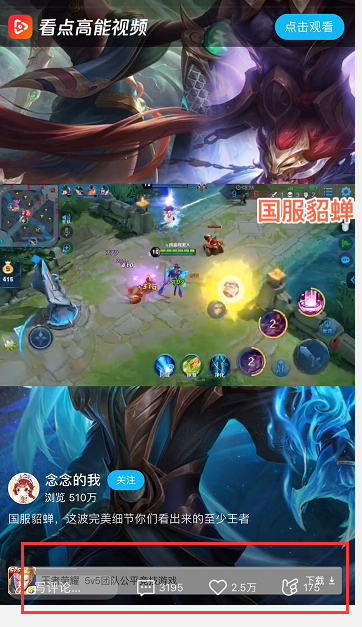 看点高能视频
点击观看
国服貂蝉
415
2
2
念念的我
关注
浏览 510万
国服貂蝉，这波完美细节你们看出来的至少王者
王者荣耀 5v5团队公平竞技游戏
下载
写评论...
3195
2.5万
175